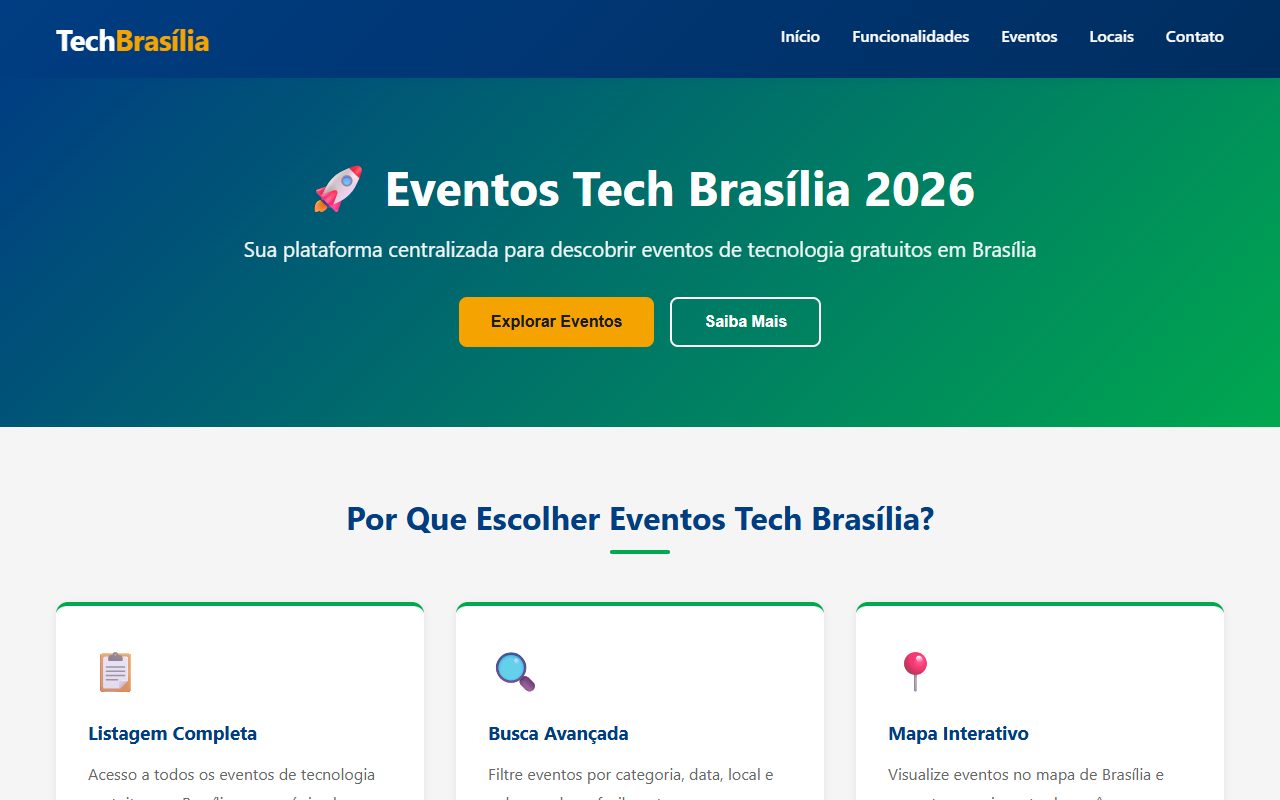 TechBrasília
Início Funcionalidades Eventos Locais Contato
Eventos Tech Brasília 2026
Sua plataforma centralizada para descobrir eventos de tecnologia gratuitos em Brasília
Explorar Eventos Saiba Mais
Por Que Escolher Eventos Tech Brasília?
Listagem Completa
Acesso a todos os eventos de tecnologia
Busca Avançada
Filtre eventos por categoria, data, local e
Mapa Interativo
Visualize eventos no mapa de Brasília e